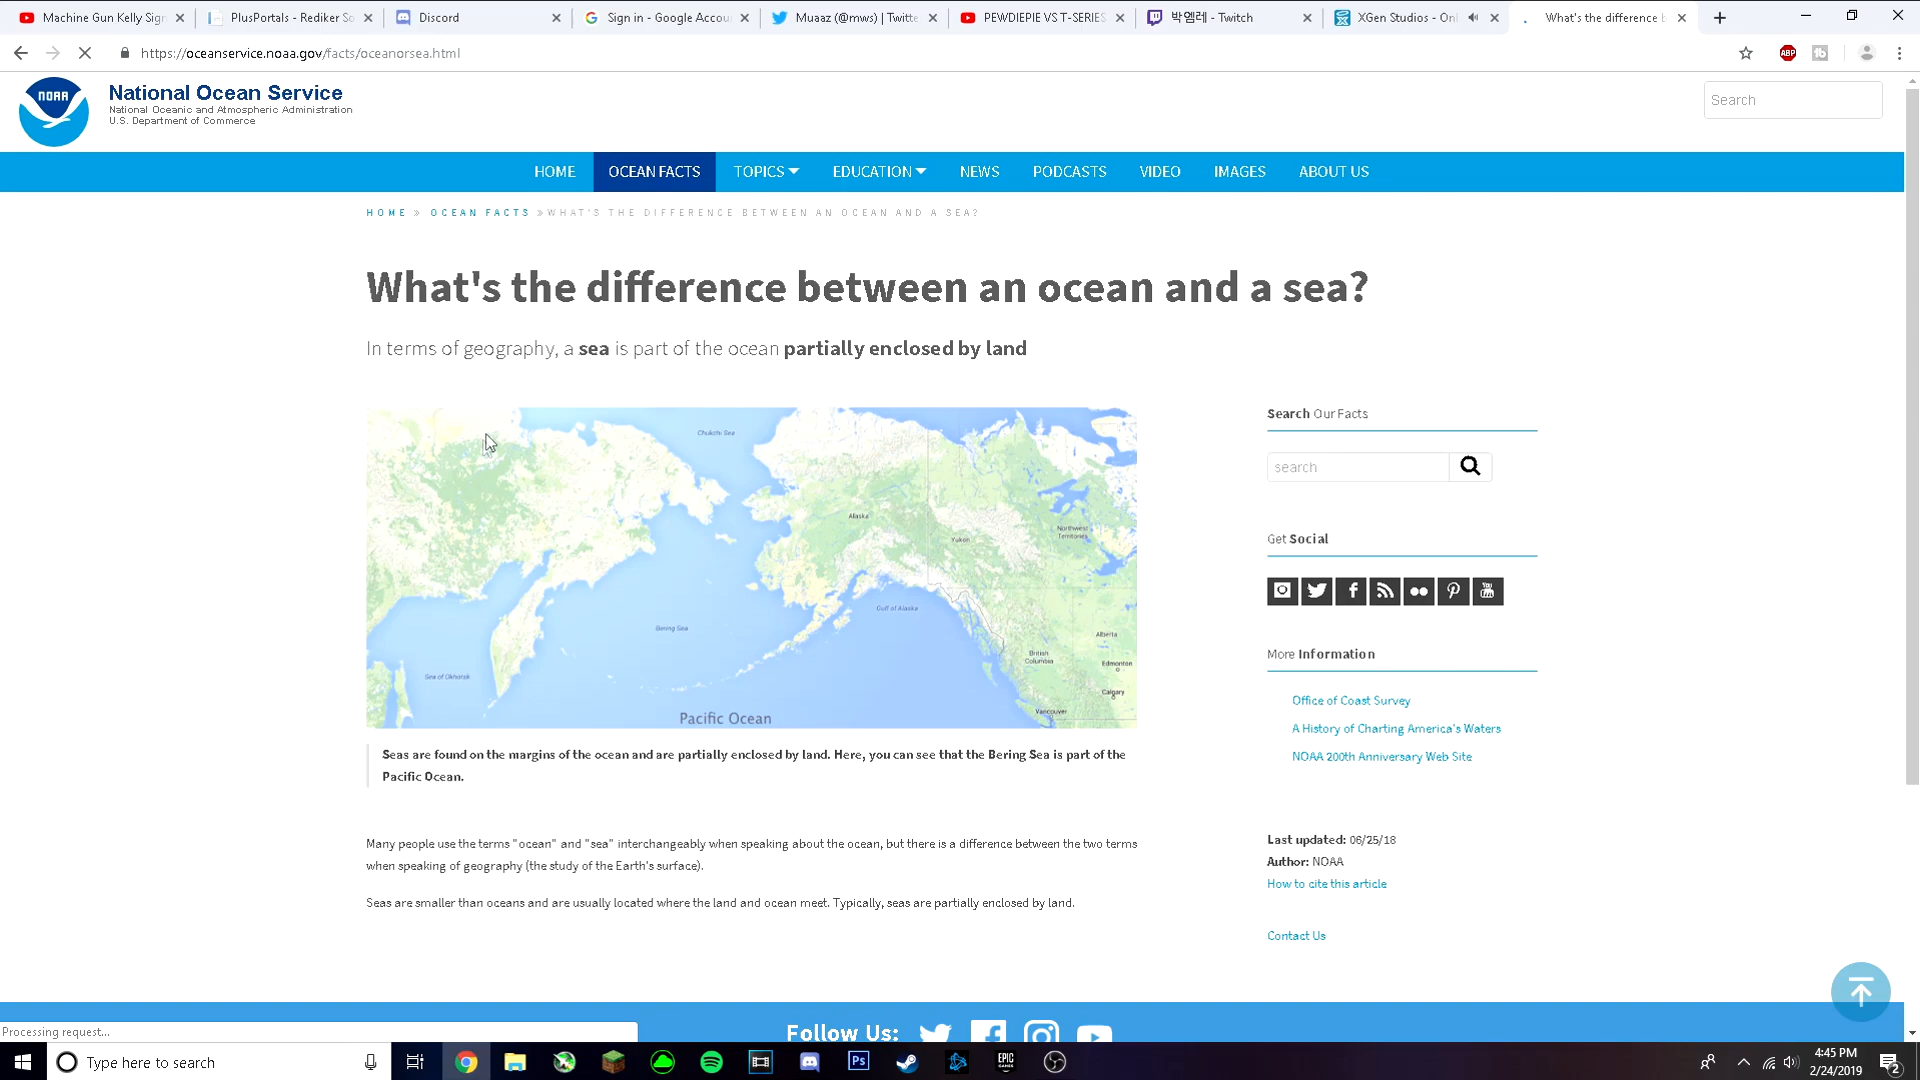 Machine Gun Kelly Sign
PlusPortals - Rediker So
Discord
Sign in - Google Accou
Muaaz (@mws) | Twitte
PEWDIEPIE VS T-SERIES
박엠레 - Twitch
XGen Studios - Onl
What's the difference b
https://oceanservice.noaa.gov/facts/oceanorsea.html
ABP
NOAA
National Ocean Service
National Oceanic and Atmospheric Administration
U.S. Department of Commerce
Search
HOME
OCEAN FACTS
TOPICS
EDUCATION
NEWS
PODCASTS
VIDEO
IMAGES
ABOUT US
HOME » OCEAN FACTS »WHAT'S THE DIFFERENCE BETWEEN AN OCEAN AND A SEA?
What's the difference between an ocean and a sea?
In terms of geography, a sea is part of the ocean partially enclosed by land
Chukchi Sea
Alaska
Northwest
Territories
Yukon
Gulf of Alaska
Bering Sea
Alberta
British
Columbia
Edmonton
Sea of Okhotsk
Calgary
Vancouver
Pacific Ocean
Seas are found on the margins of the ocean and are partially enclosed by land. Here, you can see that the Bering Sea is part of the
Pacific Ocean.
Many people use the terms "ocean" and "sea" interchangeably when speaking about the ocean, but there is a difference between the two terms
when speaking of geography (the study of the Earth's surface).
Seas are smaller than oceans and are usually located where the land and ocean meet. Typically, seas are partially enclosed by land.
Search Our Facts
search
Get Social
You
More Information
Office of Coast Survey
A History of Charting America's Waters
NOAA 200th Anniversary Web Site
Last updated: 06/25/18
Author: NOAA
How to cite this article
Contact Us
Follow Us:
Processing request...
Type here to search
Ps
EPIC
GAMES
4:45 PM
2/24/2019
2